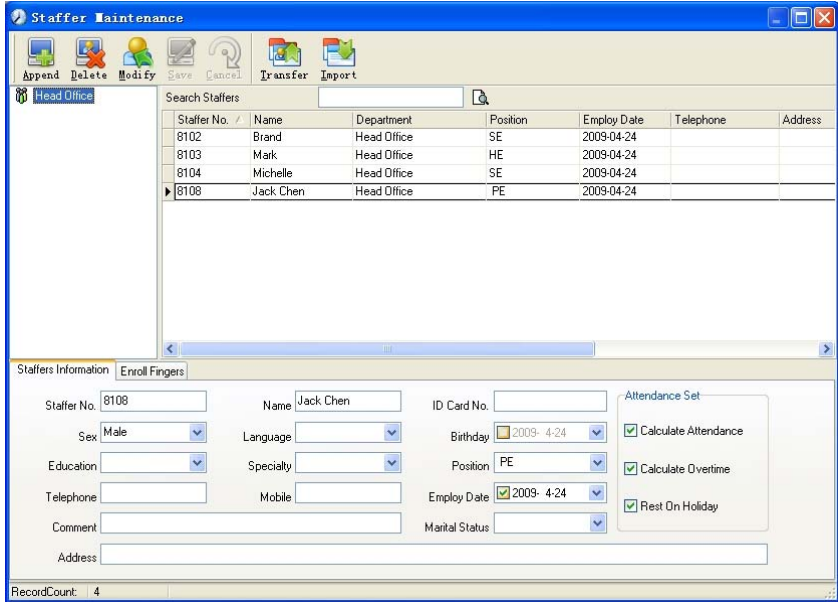 Staffer Maintenance
Append Delete Modify Save Cancel Transfer Import
Head Office
Search Staffers
Staffer No. Name Department Position Employ Date Telephone Address
8102 Brand Head Office SE 2009-04-24
8103 Mark Head Office HE 2009-04-24
8104 Michelle Head Office SE 2009-04-24
8108 Jack Chen Head Office PE 2009-04-24
Staffers Information Enroll Fingers
Staffer No. 8108 Name Jack Chen ID Card No. Attendance Set
Sex Male Language Birthday 2009- 4-24 Calculate Attendance
Education Specialty Position PE Calculate Overtime
Telephone Mobile Employ Date 2009- 4-24 Rest On Holiday
Comment Marital Status
Address
RecordCount: 4